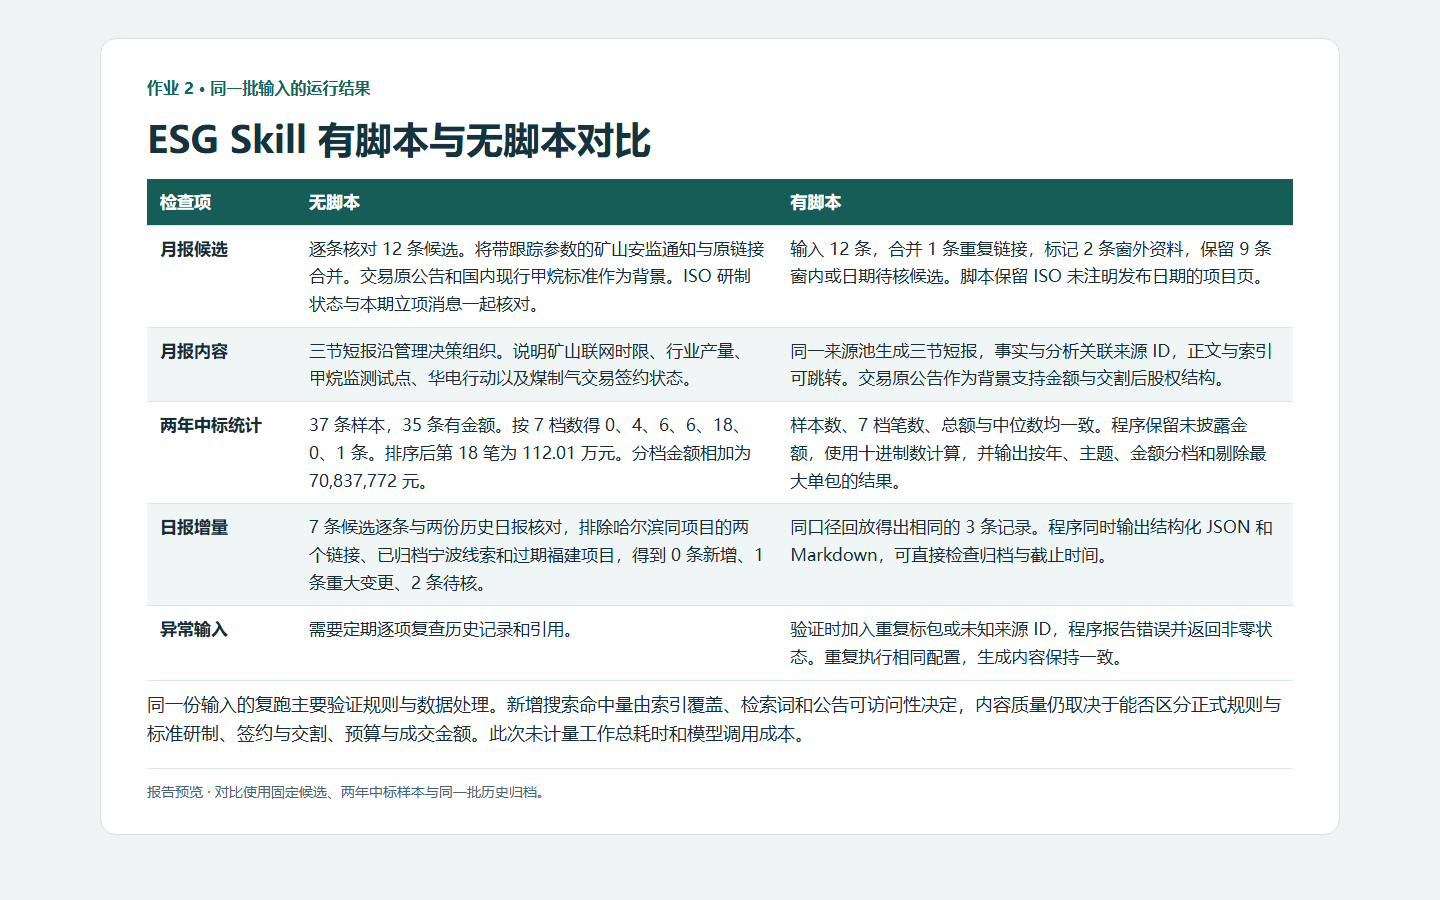 作业 2 • 同一批输入的运行结果
ESG Skill 有脚本与无脚本对比
检查项
无脚本
有脚本
月报候选
逐条核对 12 条候选。将带跟踪参数的矿山安监通知与原链接
合并。交易原公告和国内现行甲烷标准作为背景。ISO 研制
状态与本期立项消息一起核对。
输入 12 条，合并 1 条重复链接，标记 2 条窗外资料，保留 9 条
窗内或日期待核候选。脚本保留 ISO 未注明发布日期的项目页。
月报内容
三节短报沿管理决策组织。说明矿山联网时限、行业产量、
甲烷监测试点、华电行动以及煤制气交易签约状态。
同一来源池生成三节短报，事实与分析关联来源 ID，正文与索引
可跳转。交易原公告作为背景支持金额与交割后股权结构。
两年中标统计
37 条样本，35 条有金额。按 7 档数得 0、4、6、6、18、
0、1 条。排序后第 18 笔为 112.01 万元。分档金额相加为
70,837,772 元。
样本数、7 档笔数、总额与中位数均一致。程序保留未披露金
额，使用十进制数计算，并输出按年、主题、金额分档和剔除最
大单包的结果。
日报增量
7 条候选逐条与两份历史日报核对，排除哈尔滨同项目的两
个链接、已归档宁波线索和过期福建项目，得到 0 条新增、1
条重大变更、2 条待核。
同口径回放得出相同的 3 条记录。程序同时输出结构化 JSON 和
Markdown，可直接检查归档与截止时间。
异常输入
需要定期逐项复查历史记录和引用。
验证时加入重复标包或未知来源 ID，程序报告错误并返回非零状
态。重复执行相同配置，生成内容保持一致。
同一份输入的复跑主要验证规则与数据处理。新增搜索命中量由索引覆盖、检索词和公告可访问性决定，内容质量仍取决于能否区分正式规则与
标准研制、签约与交割、预算与成交金额。此次未计量工作总耗时和模型调用成本。
报告预览 · 对比使用固定候选、两年中标样本与同一批历史归档。